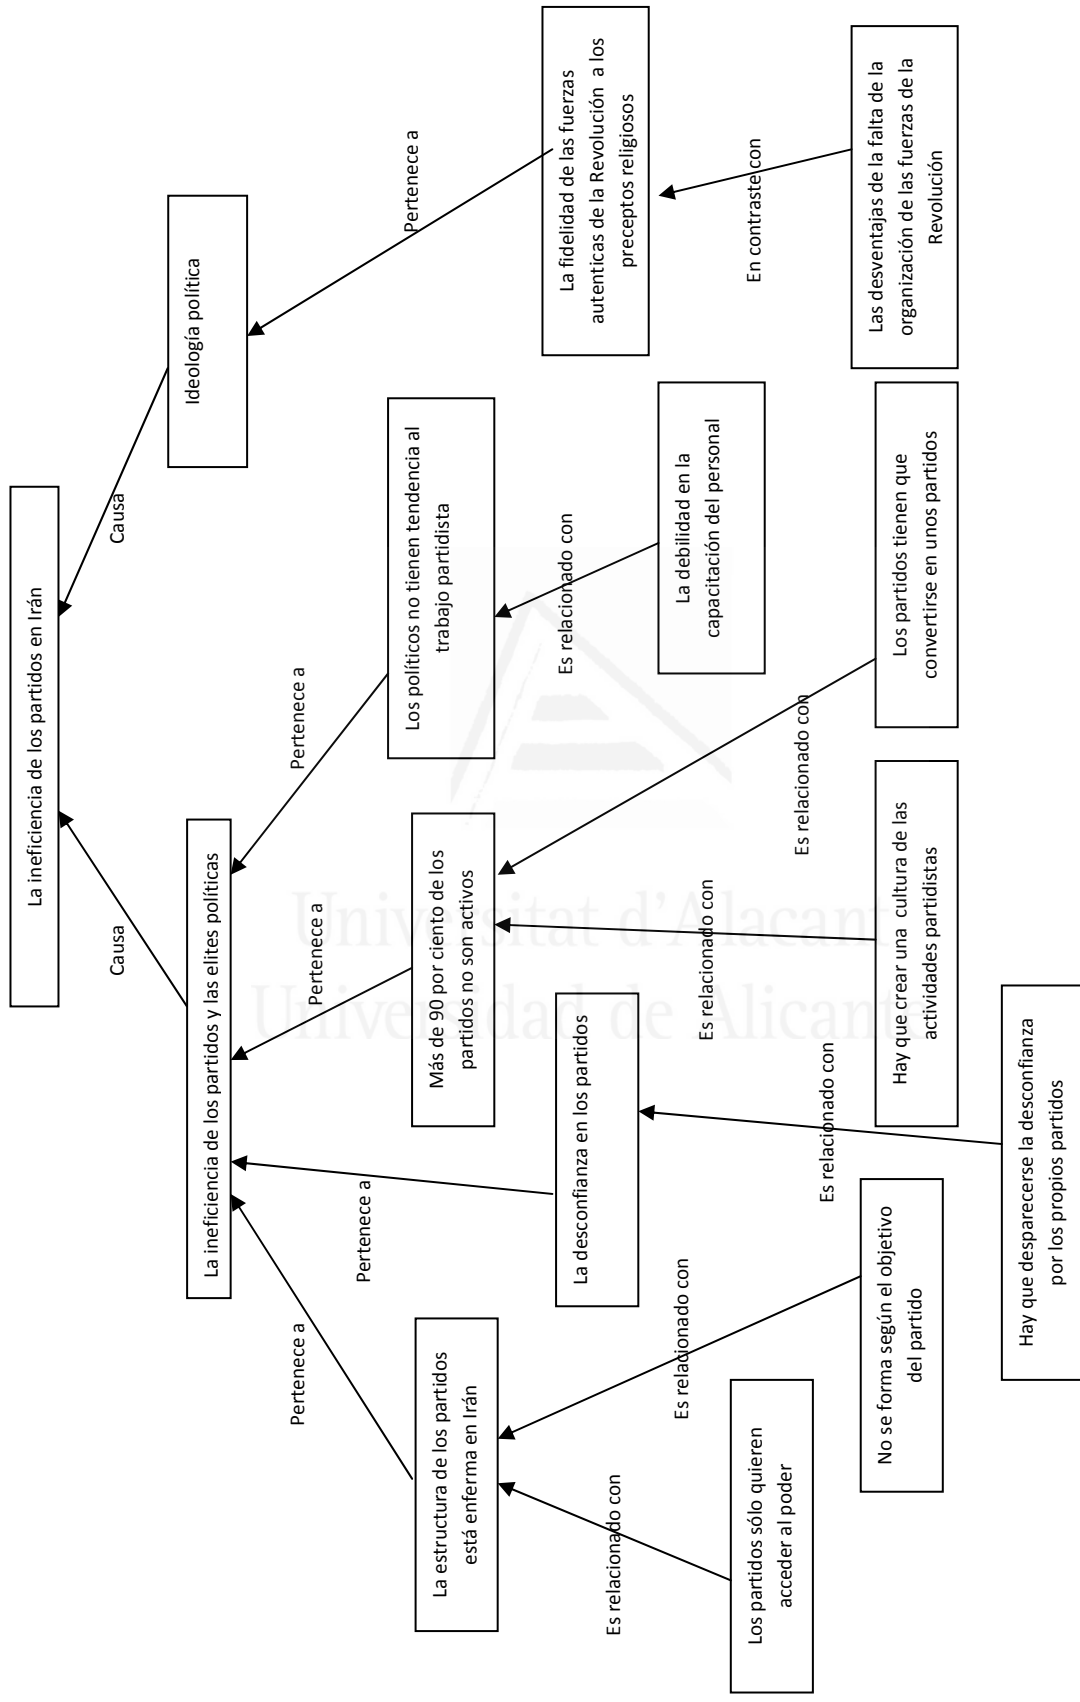 La ineficiencia de los partidos en Irán
Causa
Causa
La ineficiencia de los partidos y las elites políticas
Ideología política
Pertenece a
Pertenece a
Pertenece a
Pertenece a
Pertenece a
La estructura de los partidos
está enferma en Irán
La desconfianza en los partidos
Más de 90 por ciento de los
partidos no son activos
Los políticos no tienen tendencia al
trabajo partidista
La fidelidad de las fuerzas
autenticas de la Revolución a los
preceptos religiosos
Es relacionado con
Es relacionado con
Es relacionado con
Es relacionado con
Es relacionado con
Es relacionado con
En contraste con
Los partidos sólo quieren
acceder al poder
No se forma según el objetivo
del partido
Hay que desparecerse la desconfianza
por los propios partidos
Hay que crear una cultura de las
actividades partidistas
Los partidos tienen que
convertirse en unos partidos
La debilidad en la
capacitación del personal
Las desventajas de la falta de la
organización de las fuerzas de la
Revolución
Universitat d'Alacant
Universidad de Alicante